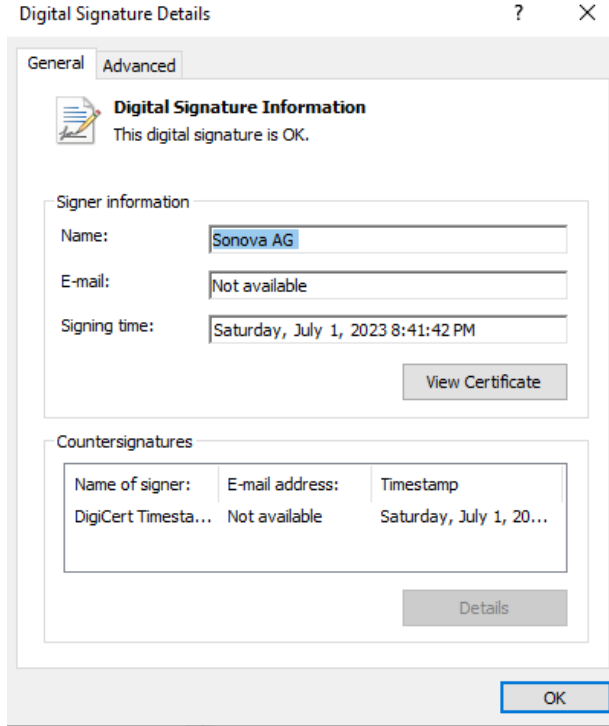 Digital Signature Details ? ✕
General Advanced
Digital Signature Information
This digital signature is OK.
Signer information
Name: Sonova AG
E-mail: Not available
Signing time: Saturday, July 1, 2023 8:41:42 PM
View Certificate
Countersignatures
Name of signer: E-mail address: Timestamp
DigiCert Timesta... Not available Saturday, July 1, 20...
Details
OK